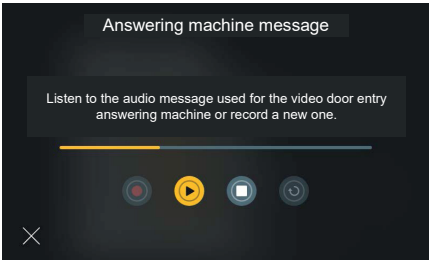 Answering machine message
Listen to the audio message used for the video door entry
answering machine or record a new one.